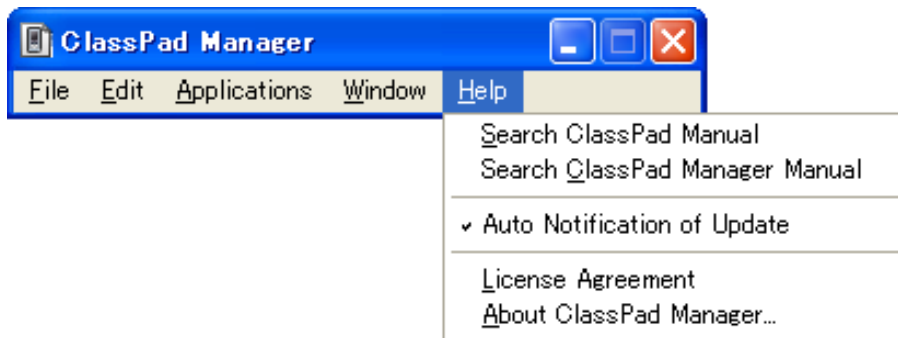 ClassPad Manager
File Edit Applications Window Help
Search ClassPad Manual
Search ClassPad Manager Manual
Auto Notification of Update
License Agreement
About ClassPad Manager...